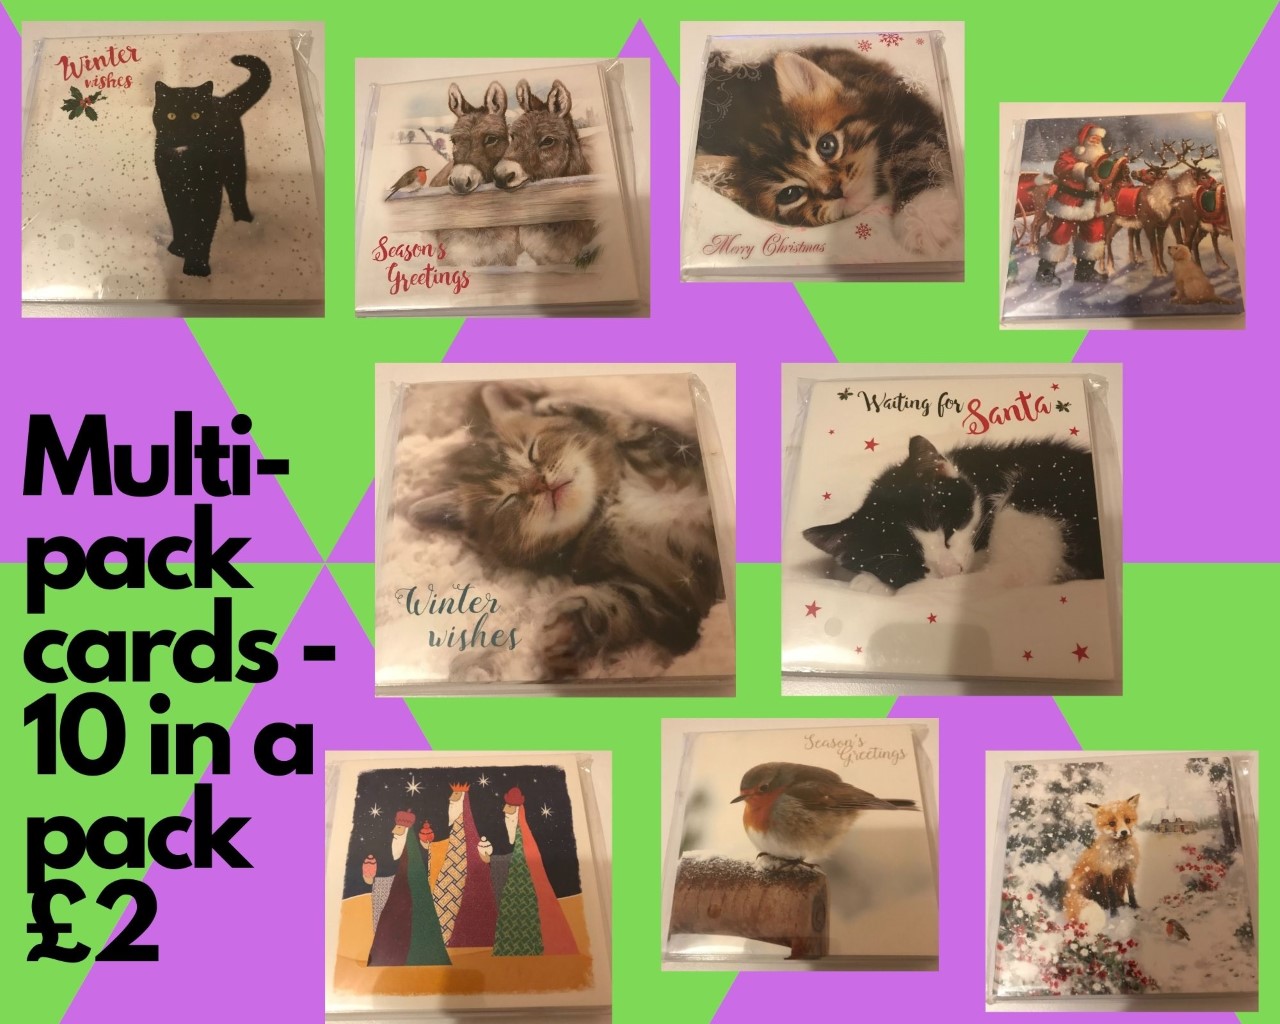 Winter
wishes
Season's
Greetings
Merry Christmas
Waiting for Santa
Winter
wishes
Multi-
pack
cards -
10 in a
pack
£2
Season's
Greetings